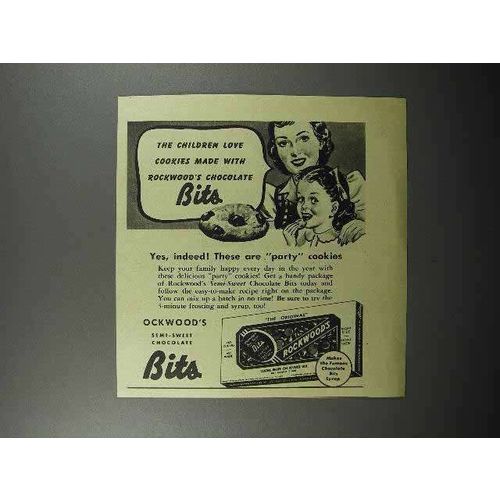 THE CHILDREN LOVE
COOKIES MADE WITH
ROCKWOOD'S CHOCOLATE
Bits
Yes, indeed! These are "party" cookies
Keep your family happy every day in the year with
these delicious "party" cookies! Get a handy package
of Rockwood's Semi-Sweet Chocolate Bits today and
follow the easy-to-make recipe right on the package.
You can mix up a batch in no time! Be sure to try the
3-minute frosting and syrup, too!
OCKWOOD'S
SEMI-SWEET
CHOCOLATE
Bits
"THE ORIGINAL"
Bits
ROCKWOOD'S
Makes
the Famous
Chocolate
Bits
Syrup